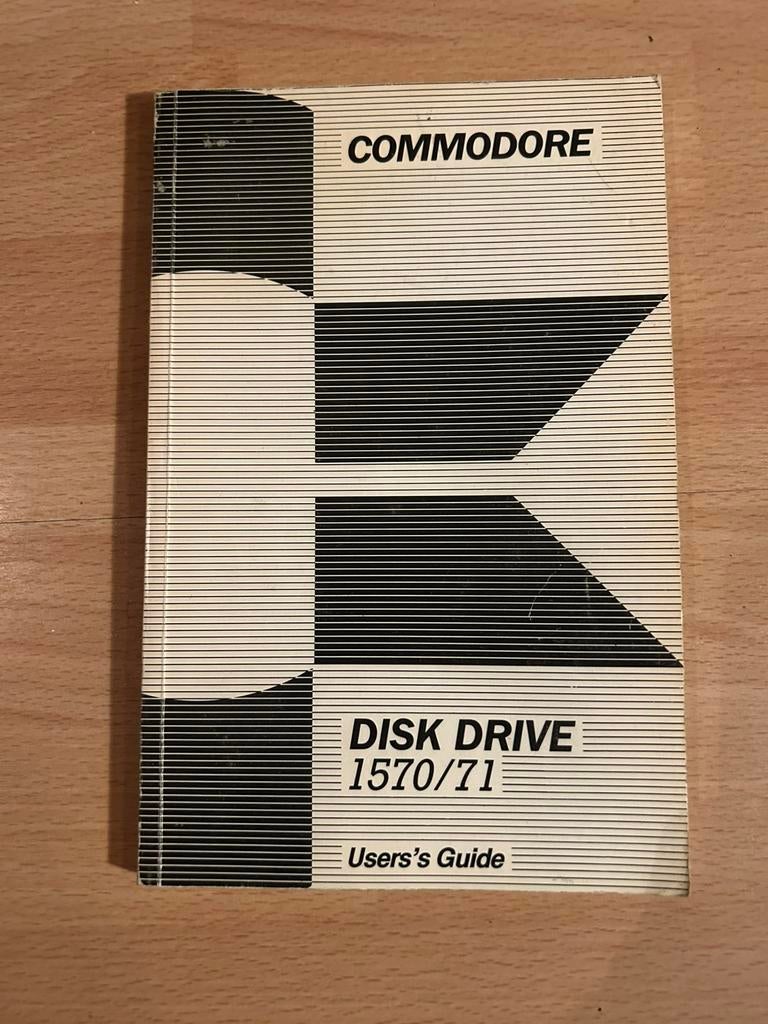 COMMODORE
DISK DRIVE
1570/71
Users's Guide